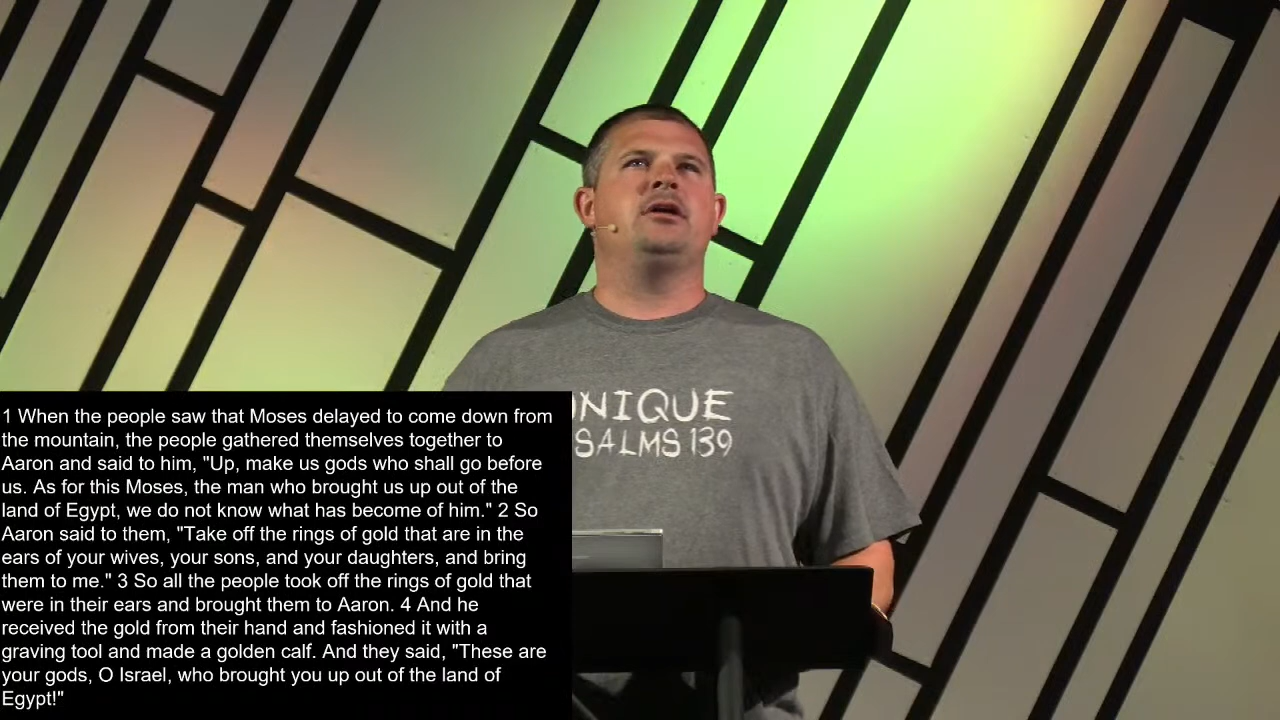 NIQUE
SALMS 139
1 When the people saw that Moses delayed to come down from
the mountain, the people gathered themselves together to
Aaron and said to him, "Up, make us gods who shall go before
us. As for this Moses, the man who brought us up out of the
land of Egypt, we do not know what has become of him." 2 So
Aaron said to them, "Take off the rings of gold that are in the
ears of your wives, your sons, and your daughters, and bring
them to me." 3 So all the people took off the rings of gold that
were in their ears and brought them to Aaron. 4 And he
received the gold from their hand and fashioned it with a
graving tool and made a golden calf. And they said, "These are
your gods, O Israel, who brought you up out of the land of
Egypt!"